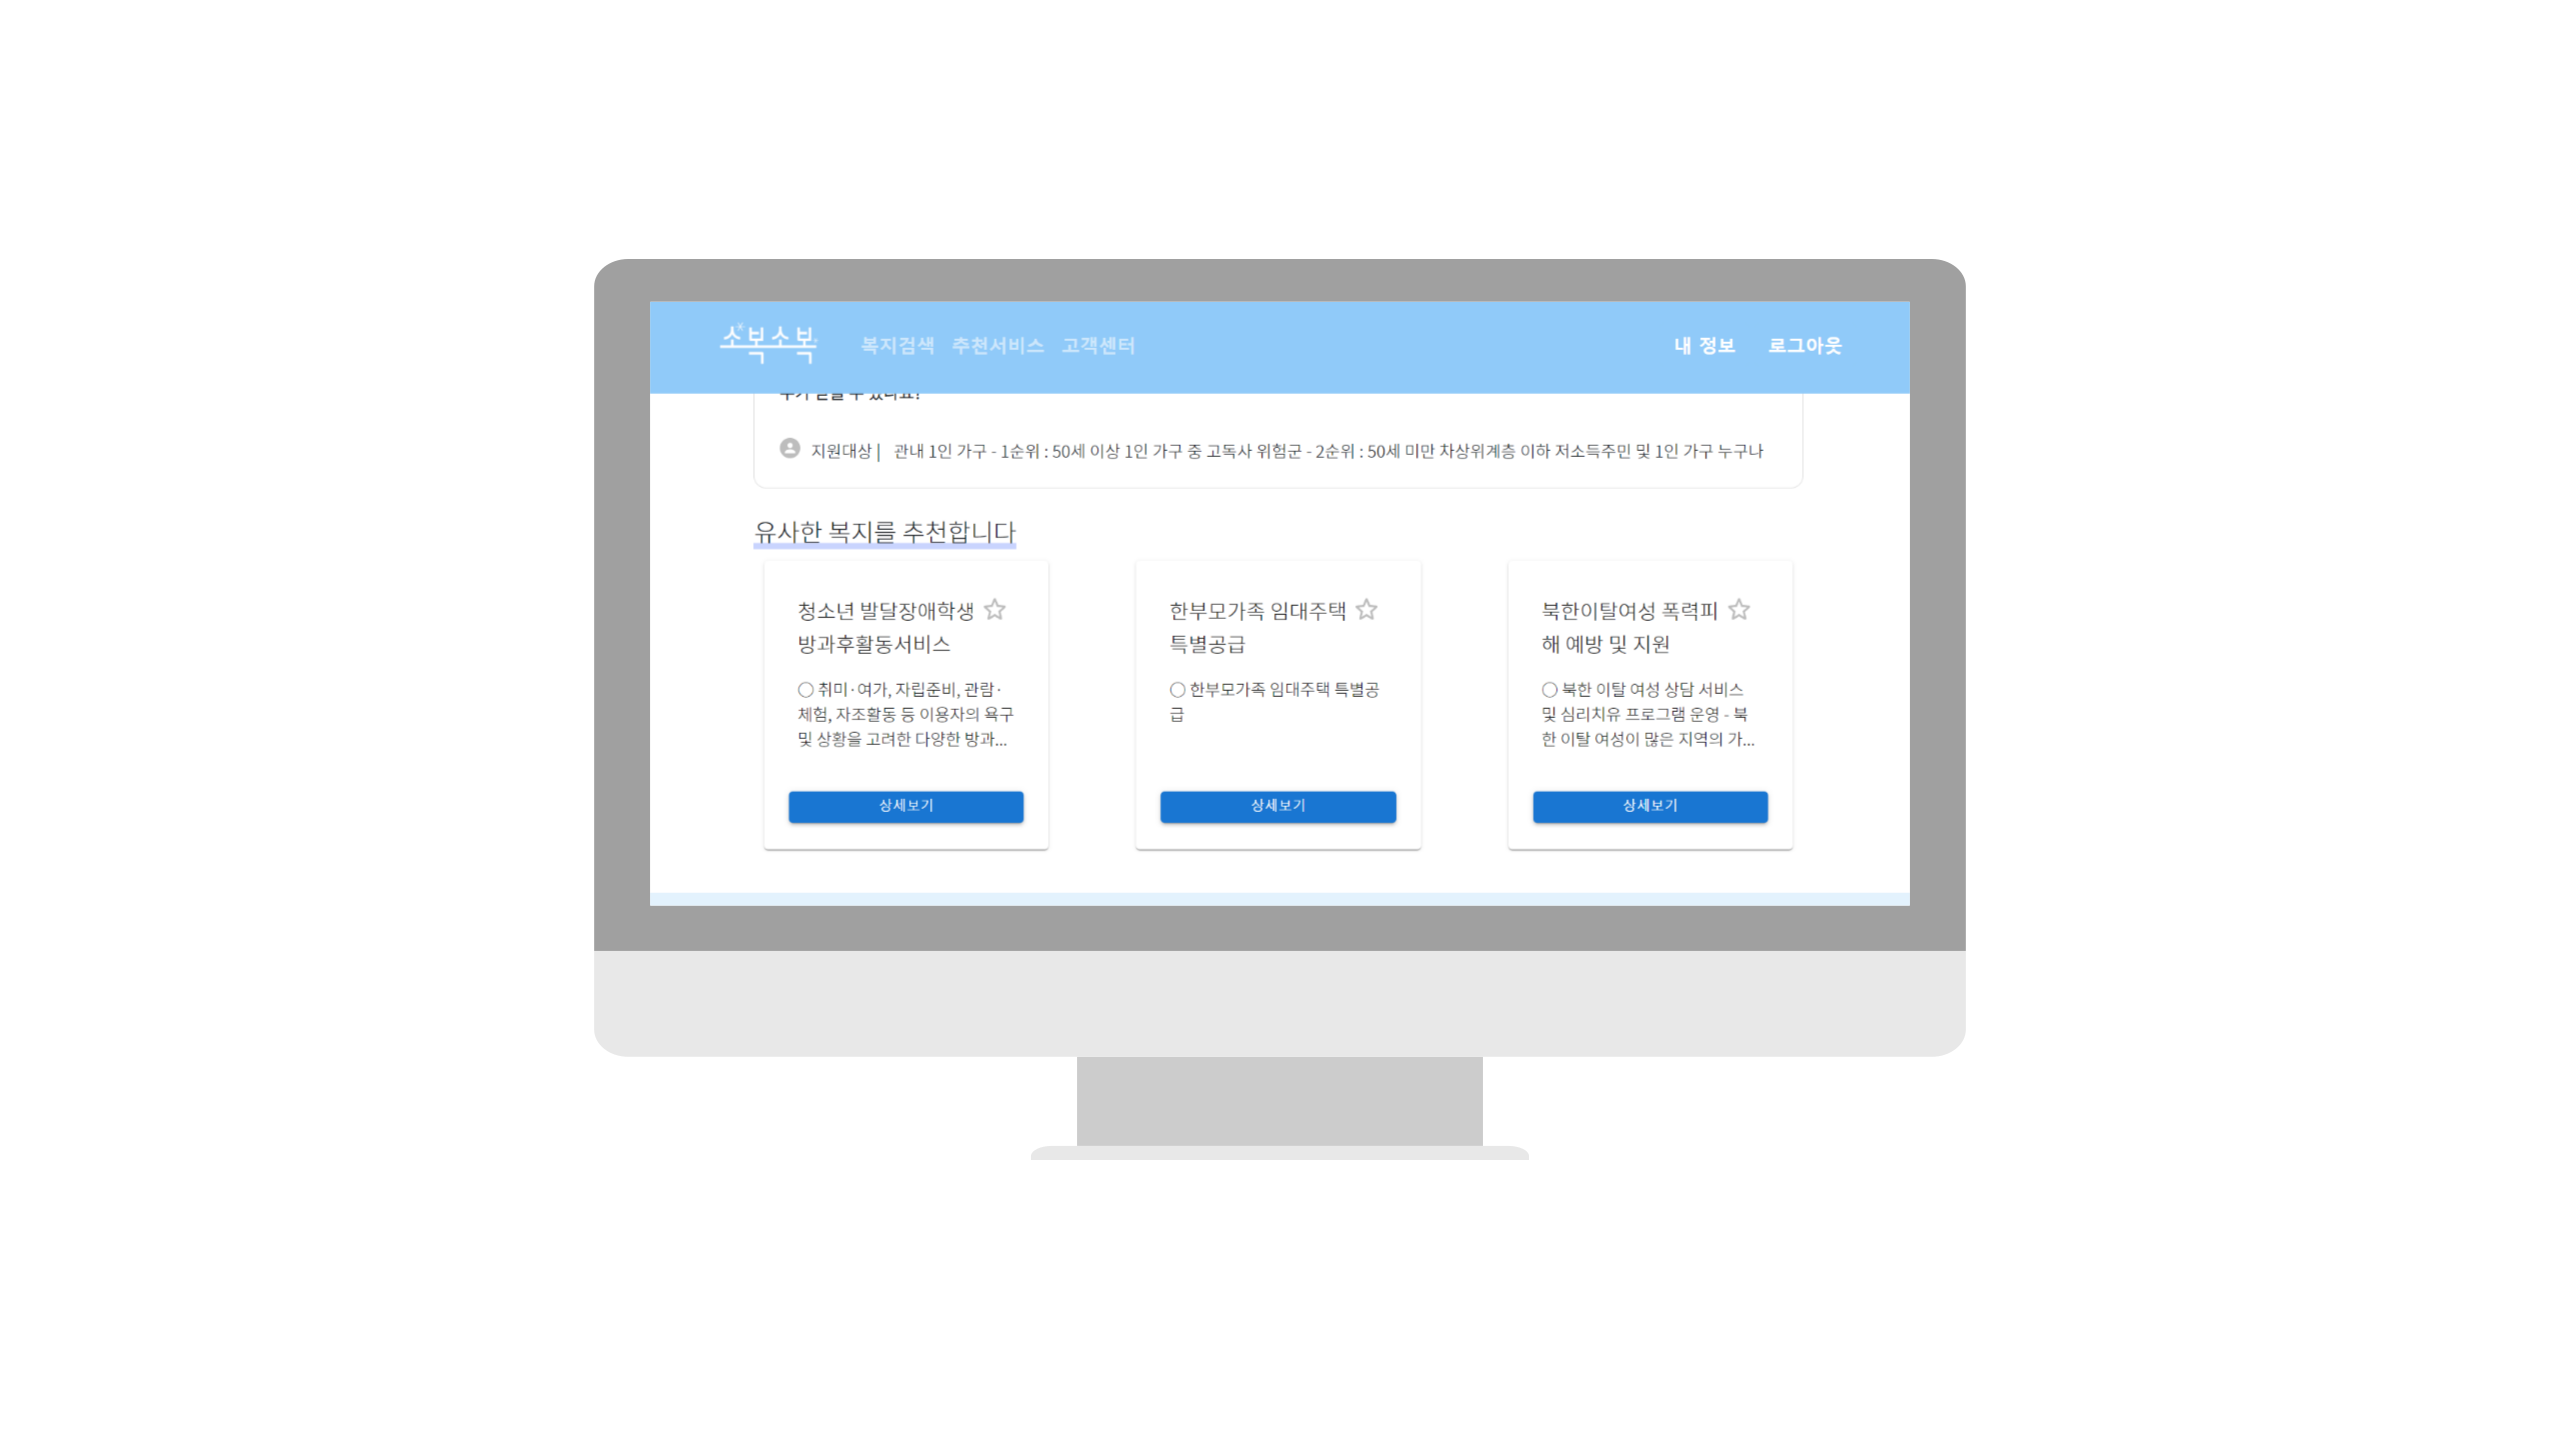 소복소복 복지검색 추천서비스 고객센터 내 정보 로그아웃
지원대상 | 관내 1인 가구 - 1순위 : 50세 이상 1인 가구 중 고독사 위험군 - 2순위 : 50세 미만 차상위계층 이하 저소득주민 및 1인 가구 누구나
유사한 복지를 추천합니다
청소년 발달장애학생
방과후활동서비스
○ 취미·여가, 자립준비, 관람·
체험, 자조활동 등 이용자의 욕구
및 상황을 고려한 다양한 방과...
상세보기
한부모가족 임대주택
특별공급
○ 한부모가족 임대주택 특별공
급
상세보기
북한이탈여성 폭력피
해 예방 및 지원
○ 북한 이탈 여성 상담 서비스
및 심리치유 프로그램 운영 - 북
한 이탈 여성이 많은 지역의 가...
상세보기